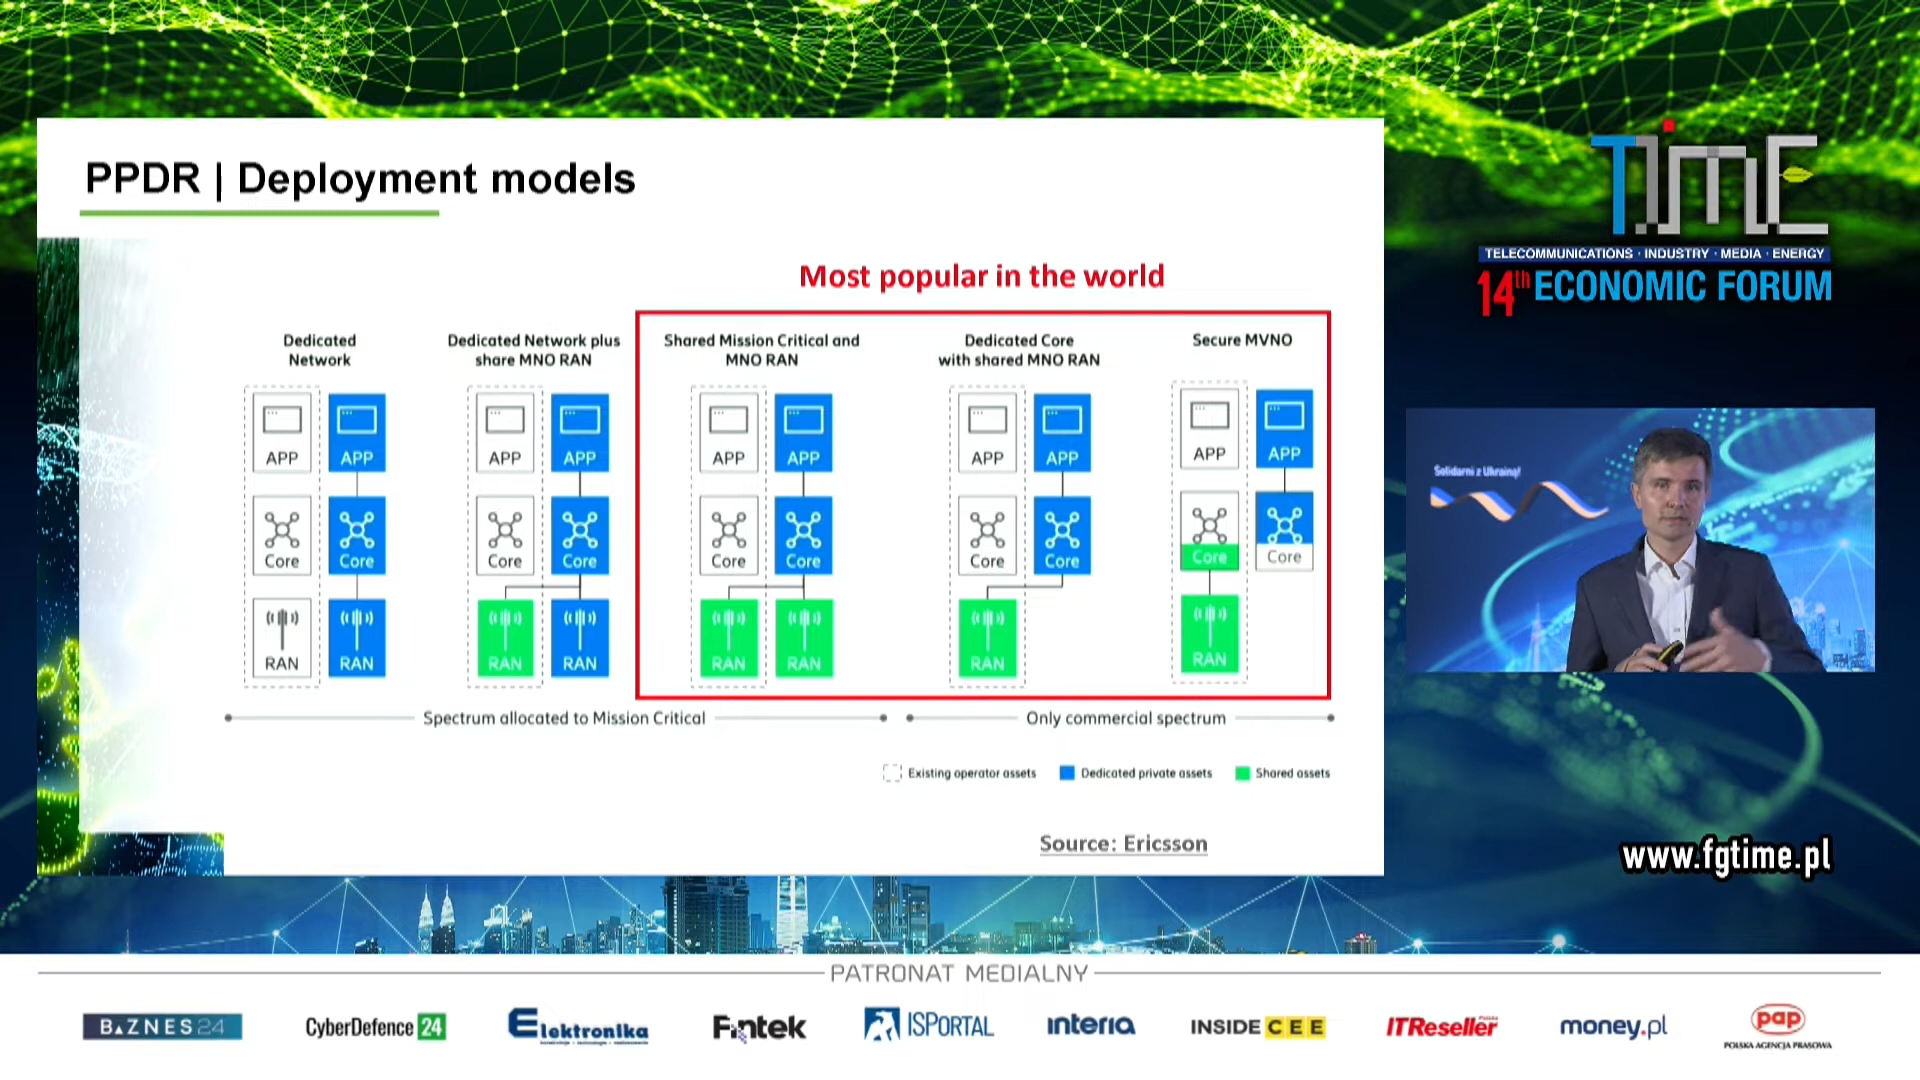 PPDR | Deployment models
Most popular in the world
Dedicated
Network
Dedicated Network plus
share MNO RAN
Shared Mission Critical and
MNO RAN
Dedicated Core
with shared MNO RAN
Secure MVNO
APP
APP
APP
APP
APP
APP
APP
APP
APP
APP
Core
Core
Core
Core
Core
Core
Core
Core
Core
Core
RAN
RAN
RAN
RAN
RAN
RAN
RAN
RAN
Spectrum allocated to Mission Critical
Only commercial spectrum
Existing operator assets
Dedicated private assets
Shared assets
Source: Ericsson
TIME
TELECOMMUNICATIONS · INDUSTRY · MEDIA · ENERGY
14th ECONOMIC FORUM
Solidarni z Ukrainą!
www.fgtime.pl
PATRONAT MEDIALNY
BIZNES24
CyberDefence 24
Elektronika
Fintek
ISPORTAL
interia
INSIDE CEE
ITReseller
money.pl
pap
POLSKA AGENCJA PRASOWA